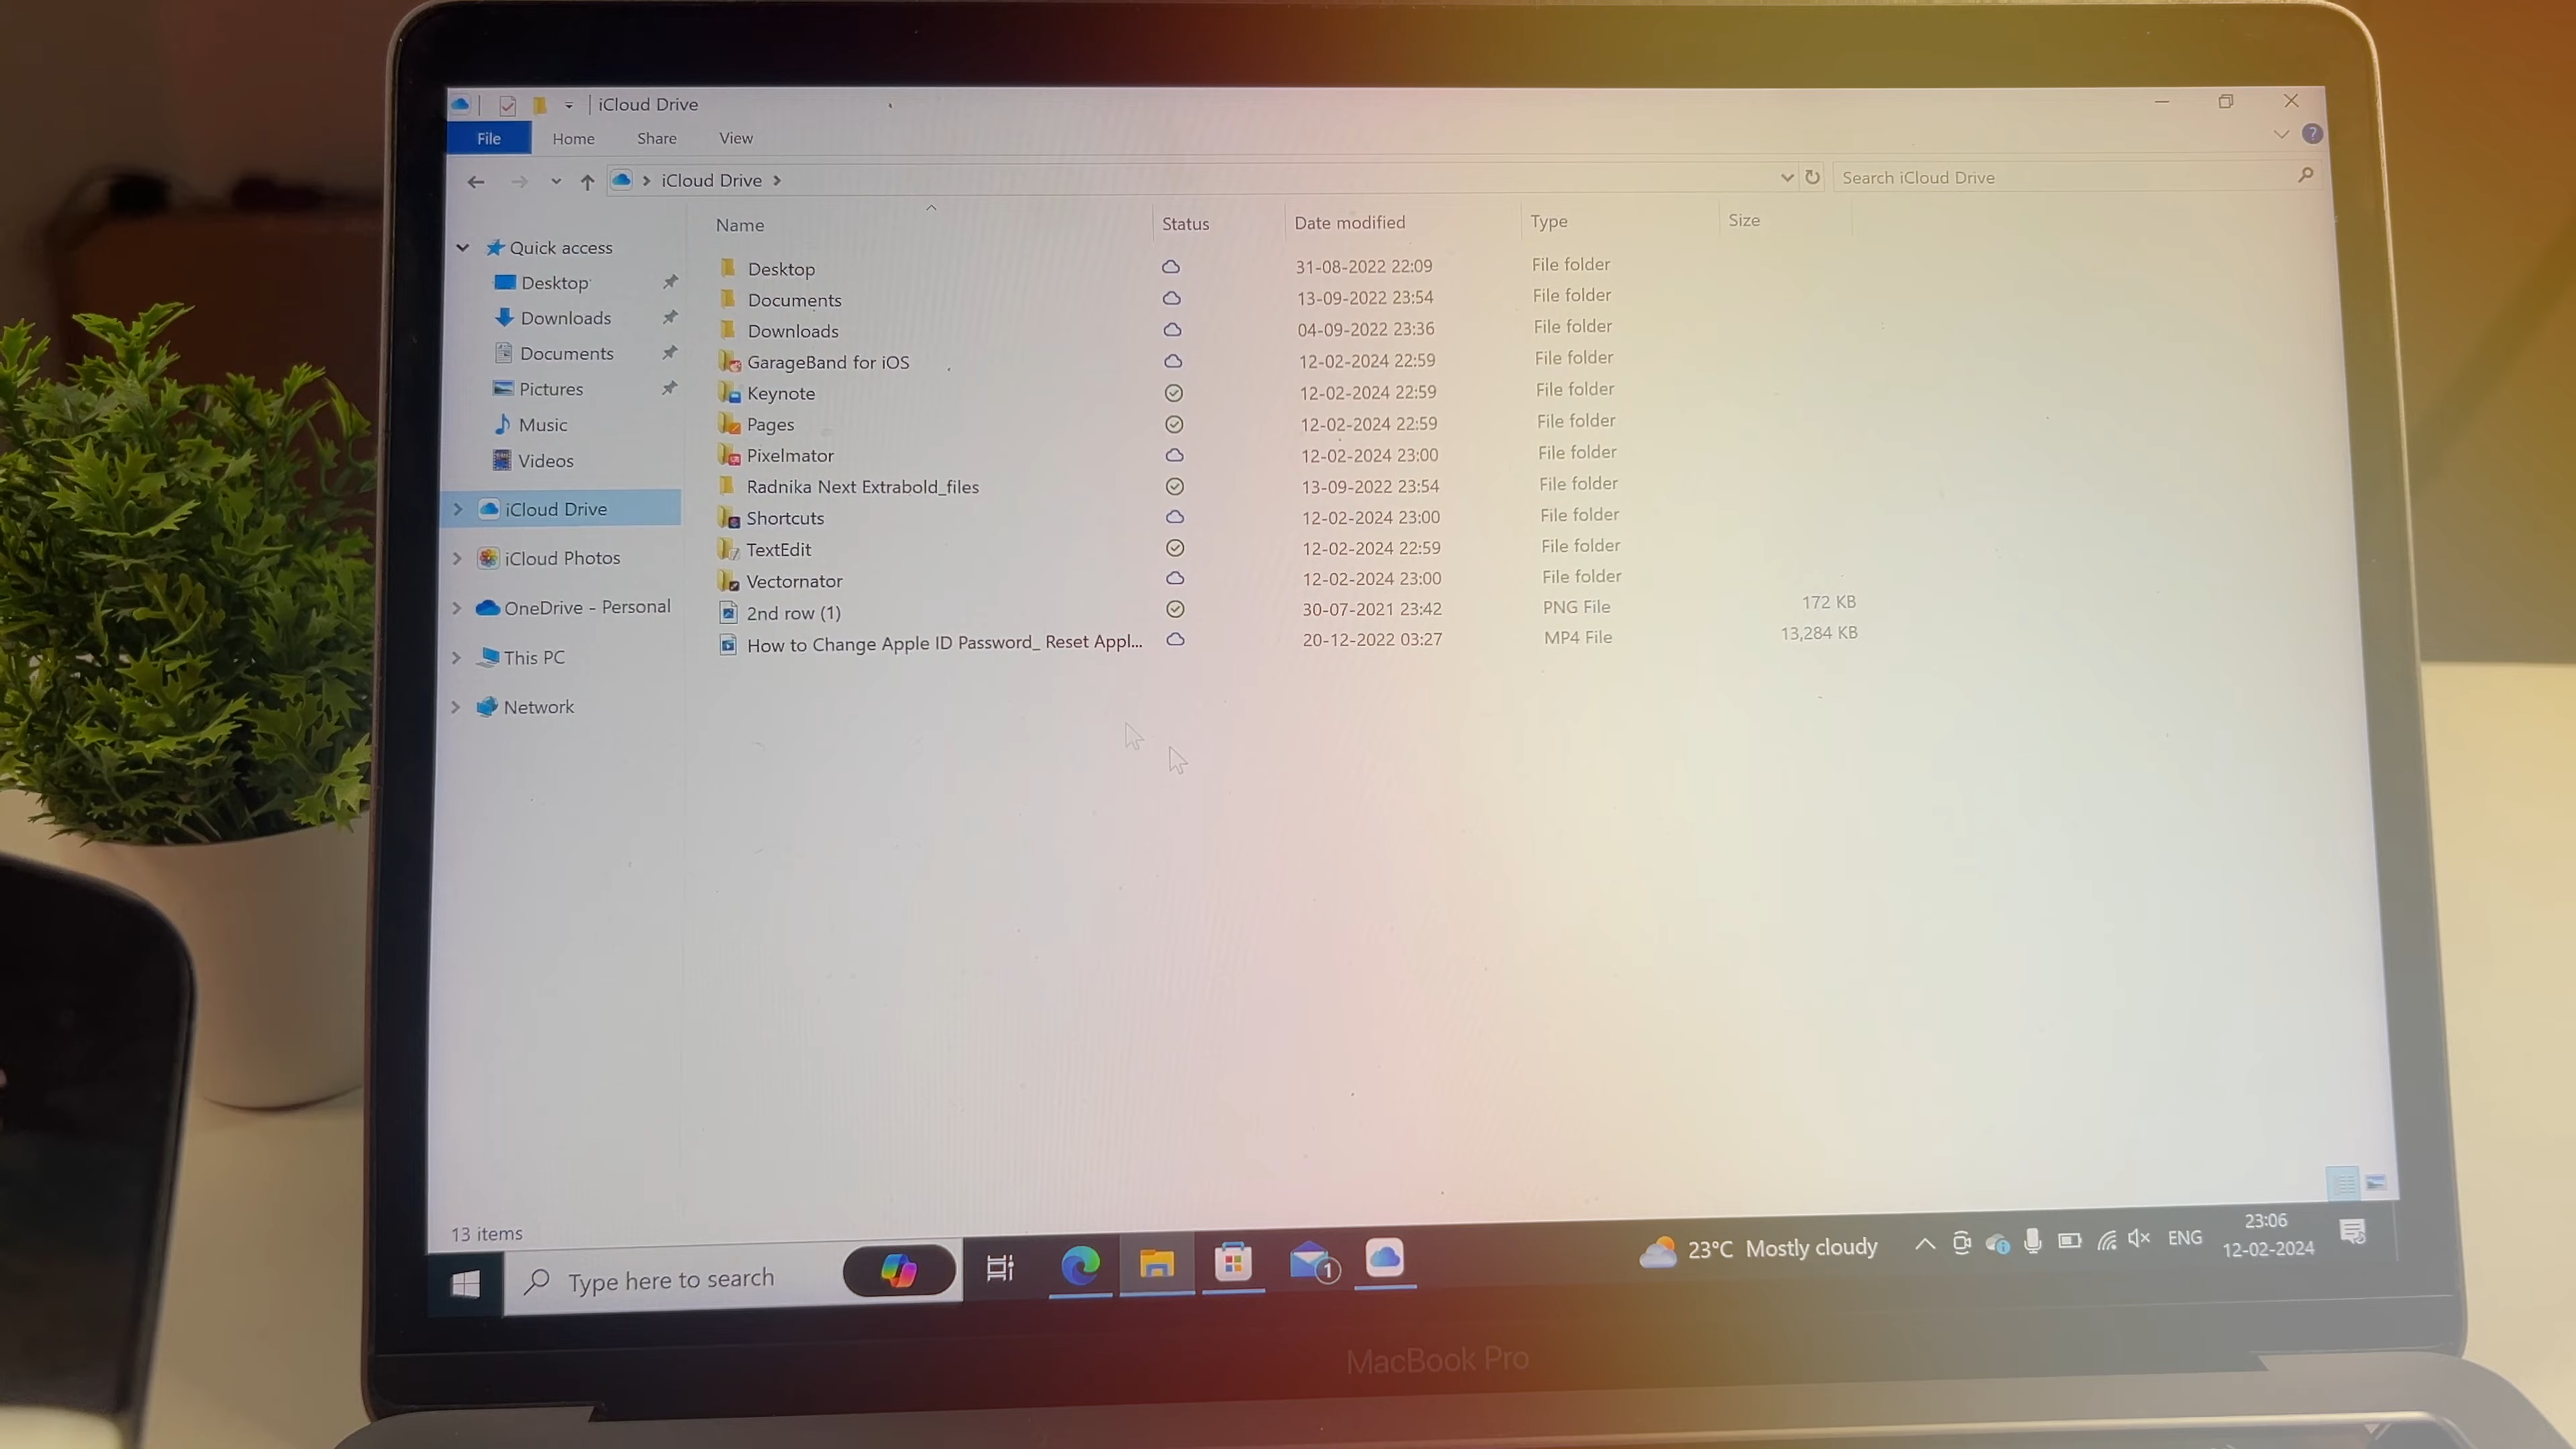 iCloud Drive
File Home Share View
iCloud Drive
Search iCloud Drive
Name Status Date modified Type Size
Quick access
Desktop
Downloads
Documents
Pictures
Music
Videos
iCloud Drive
iCloud Photos
OneDrive - Personal
This PC
Network
Desktop 31-08-2022 22:09 File folder
Documents 13-09-2022 23:54 File folder
Downloads 04-09-2022 23:36 File folder
GarageBand for iOS 12-02-2024 22:59 File folder
Keynote 12-02-2024 22:59 File folder
Pages 12-02-2024 22:59 File folder
Pixelmator 12-02-2024 23:00 File folder
Radnika Next Extrabold_files 13-09-2022 23:54 File folder
Shortcuts 12-02-2024 23:00 File folder
TextEdit 12-02-2024 22:59 File folder
Vectornator 12-02-2024 23:00 File folder
2nd row (1) 30-07-2021 23:42 PNG File 172 KB
How to Change Apple ID Password_ Reset Appl... 20-12-2022 03:27 MP4 File 13,284 KB
13 items
Type here to search
1
23°C Mostly cloudy
ENG
23:06
12-02-2024
MacBook Pro